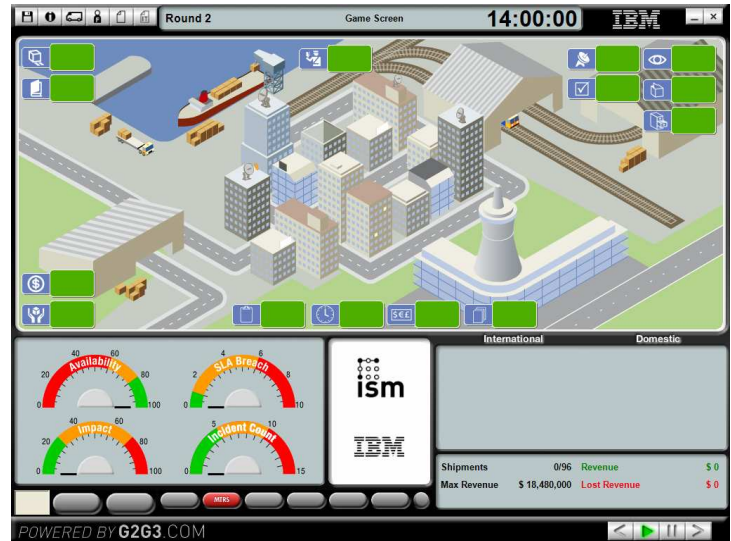 Round 2
Game Screen
14:00:00
IBM
$
S€£
International
Domestic
0 20 40 60 80 100
Availability
0 2 4 6 8 10
SLA Breach
0 20 40 60 80 100
Impact
0 5 10 15
Incident Count
ism
IBM
Shipments 0/96 Revenue $ 0
Max Revenue $ 18,480,000 Lost Revenue $ 0
MTRS
POWERED BY G2G3.COM